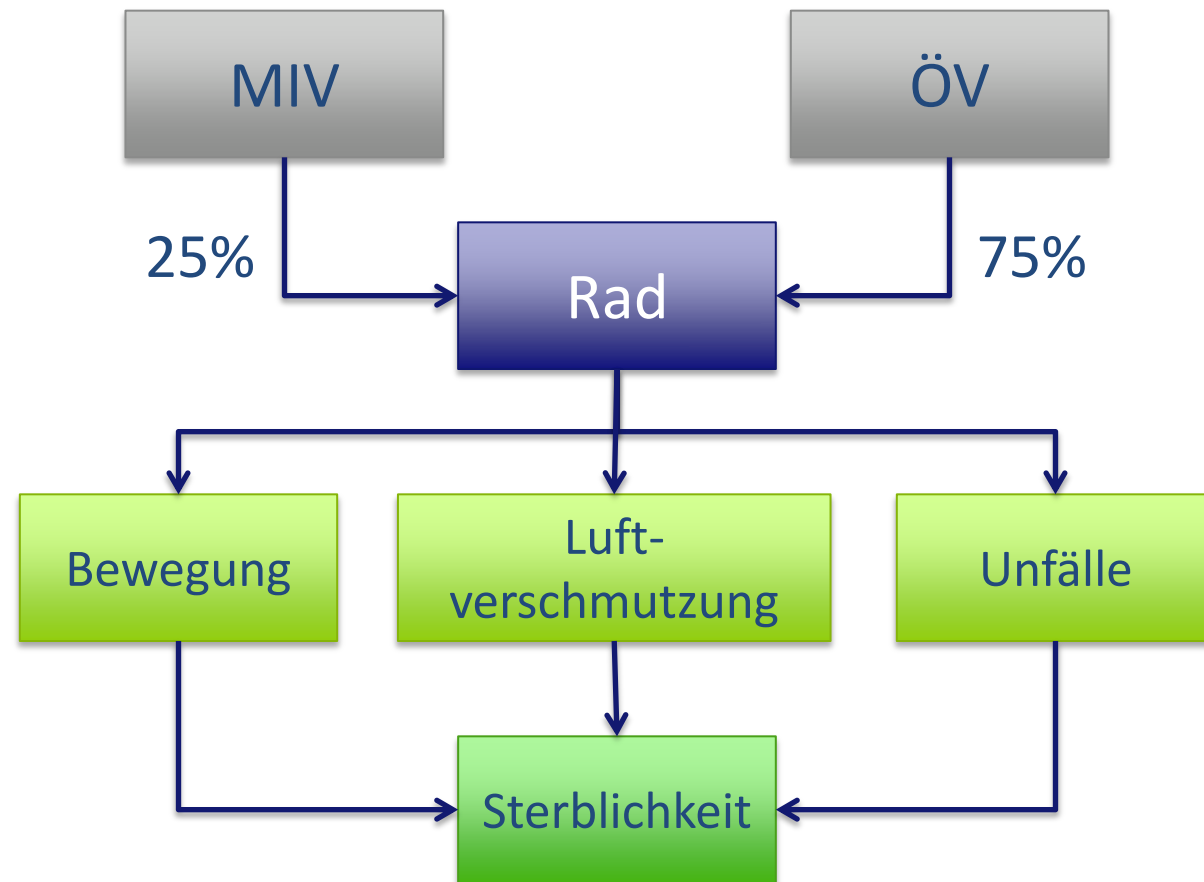 MIV
ÖV
25%
75%
Rad
Bewegung
Luft-
verschmutzung
Unfälle
Sterblichkeit